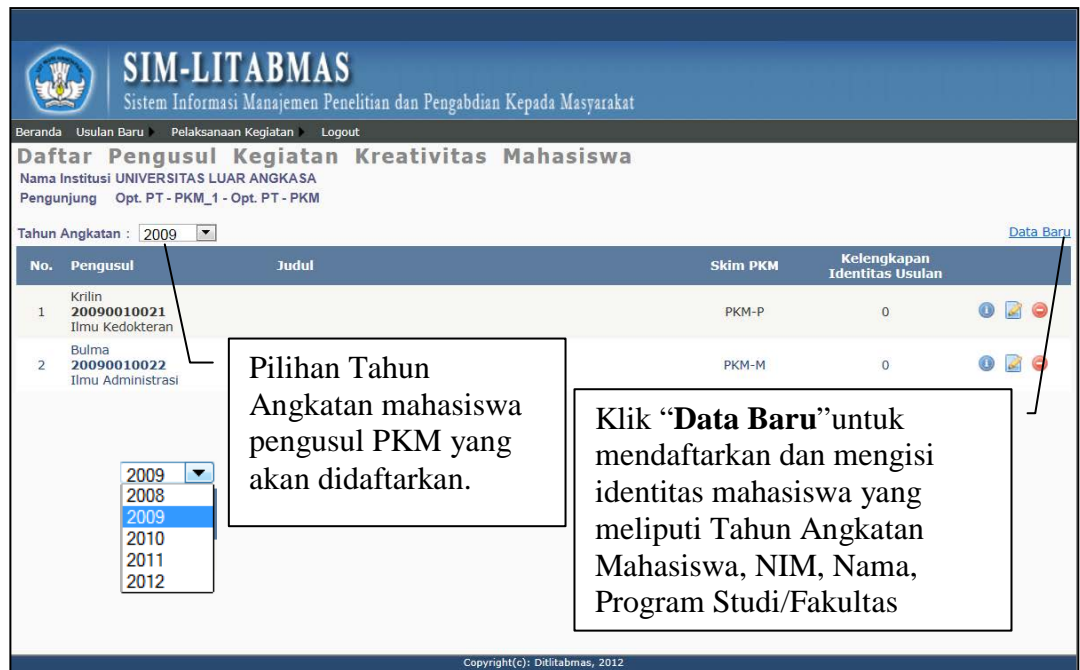 SIM-LITABMAS
Sistem Informasi Manajemen Penelitian dan Pengabdian Kepada Masyarakat
Beranda Usulan Baru Pelaksanaan Kegiatan Logout
Daftar Pengusul Kegiatan Kreativitas Mahasiswa
Nama Institusi UNIVERSITAS LUAR ANGKASA
Pengunjung Opt. PT - PKM_1 - Opt. PT - PKM
Tahun Angkatan : 2009 Data Baru
No. Pengusul Judul Skim PKM Kelengkapan
Identitas Usulan
Krilin
1 20090010021 PKM-P 0
Ilmu Kedokteran
Bulma
2 20090010022 PKM-M 0
Ilmu Administrasi
Pilihan Tahun
Angkatan mahasiswa
pengusul PKM yang
akan didaftarkan.
Klik “Data Baru”untuk
mendaftarkan dan mengisi
identitas mahasiswa yang
meliputi Tahun Angkatan
Mahasiswa, NIM, Nama,
Program Studi/Fakultas
2009
2008
2009
2010
2011
2012
Copyright(c): Ditlitabmas, 2012